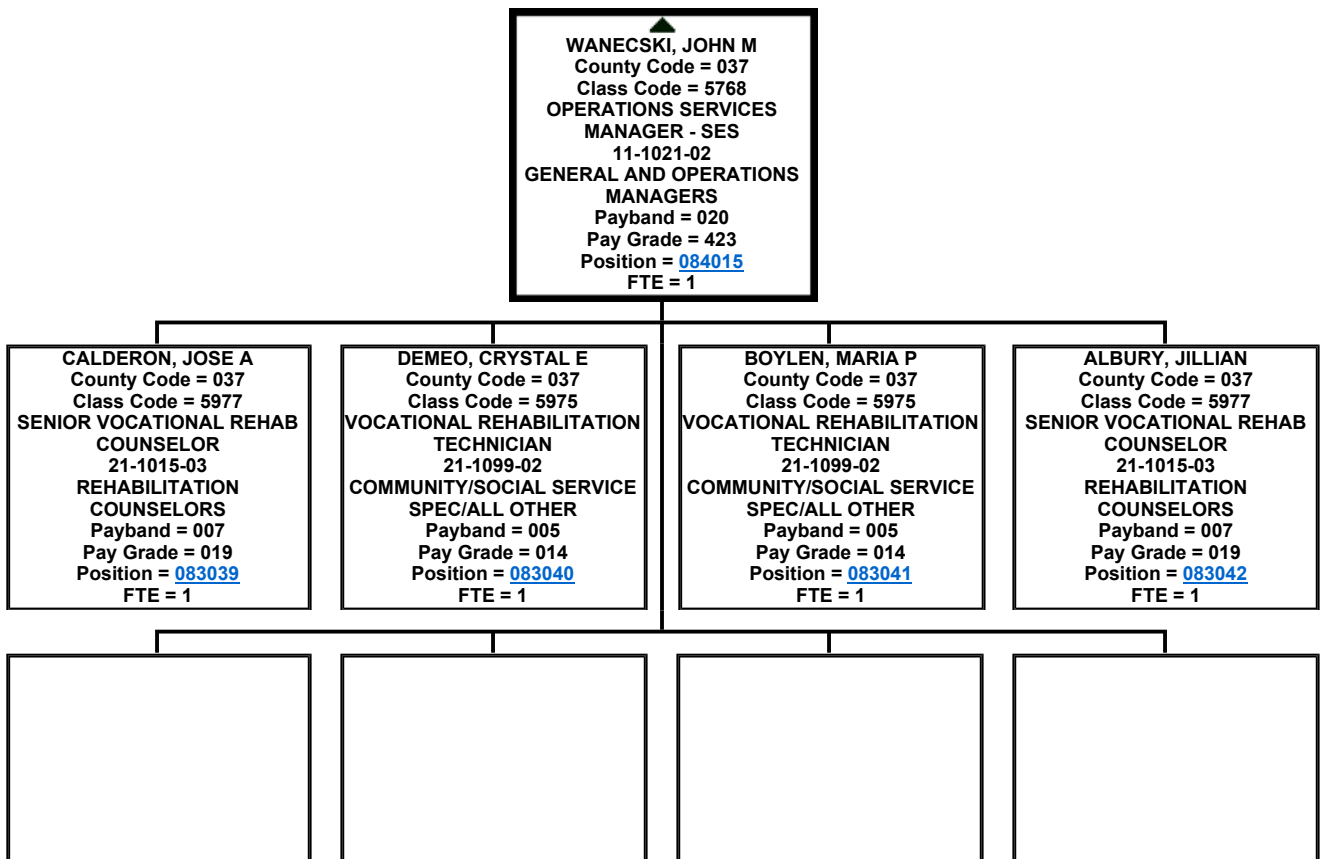 WANECSKI, JOHN M
County Code = 037
Class Code = 5768
OPERATIONS SERVICES
MANAGER - SES
11-1021-02
GENERAL AND OPERATIONS
MANAGERS
Payband = 020
Pay Grade = 423
Position = 084015
FTE = 1
CALDERON, JOSE A
County Code = 037
Class Code = 5977
SENIOR VOCATIONAL REHAB
COUNSELOR
21-1015-03
REHABILITATION
COUNSELORS
Payband = 007
Pay Grade = 019
Position = 083039
FTE = 1
DEMEO, CRYSTAL E
County Code = 037
Class Code = 5975
VOCATIONAL REHABILITATION
TECHNICIAN
21-1099-02
COMMUNITY/SOCIAL SERVICE
SPEC/ALL OTHER
Payband = 005
Pay Grade = 014
Position = 083040
FTE = 1
BOYLEN, MARIA P
County Code = 037
Class Code = 5975
VOCATIONAL REHABILITATION
TECHNICIAN
21-1099-02
COMMUNITY/SOCIAL SERVICE
SPEC/ALL OTHER
Payband = 005
Pay Grade = 014
Position = 083041
FTE = 1
ALBURY, JILLIAN
County Code = 037
Class Code = 5977
SENIOR VOCATIONAL REHAB
COUNSELOR
21-1015-03
REHABILITATION
COUNSELORS
Payband = 007
Pay Grade = 019
Position = 083042
FTE = 1